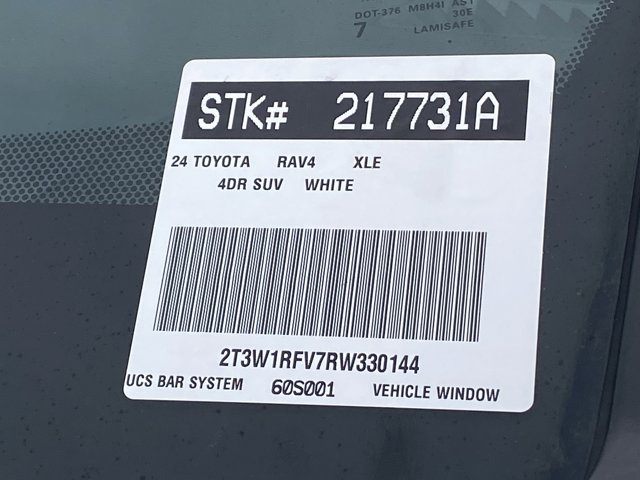 DOT-376 M8H4I AS1
30E
7 LAMISAFE
STK# 217731A
24 TOYOTA RAV4 XLE
4DR SUV WHITE
2T3W1RFV7RW330144
UCS BAR SYSTEM 60S001 VEHICLE WINDOW